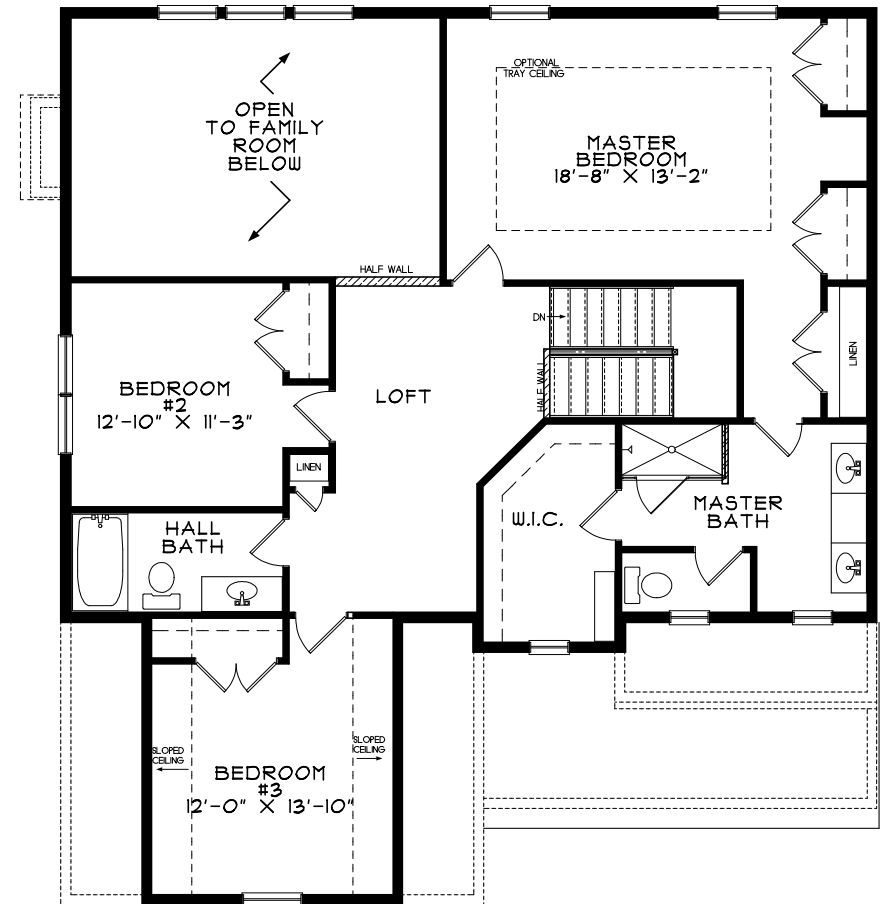 OPTIONAL
TRAY CEILING
OPEN
TO FAMILY
ROOM
BELOW
MASTER
BEDROOM
18'-8" X 13'-2"
HALF WALL
DN
LINEN
HALF WALL
BEDROOM
#2
12'-10" X 11'-3"
LOFT
LINEN
MASTER
BATH
W.I.C.
HALL
BATH
SLOPED
CEILING
SLOPED
CEILING
BEDROOM
#3
12'-0" X 13'-10"